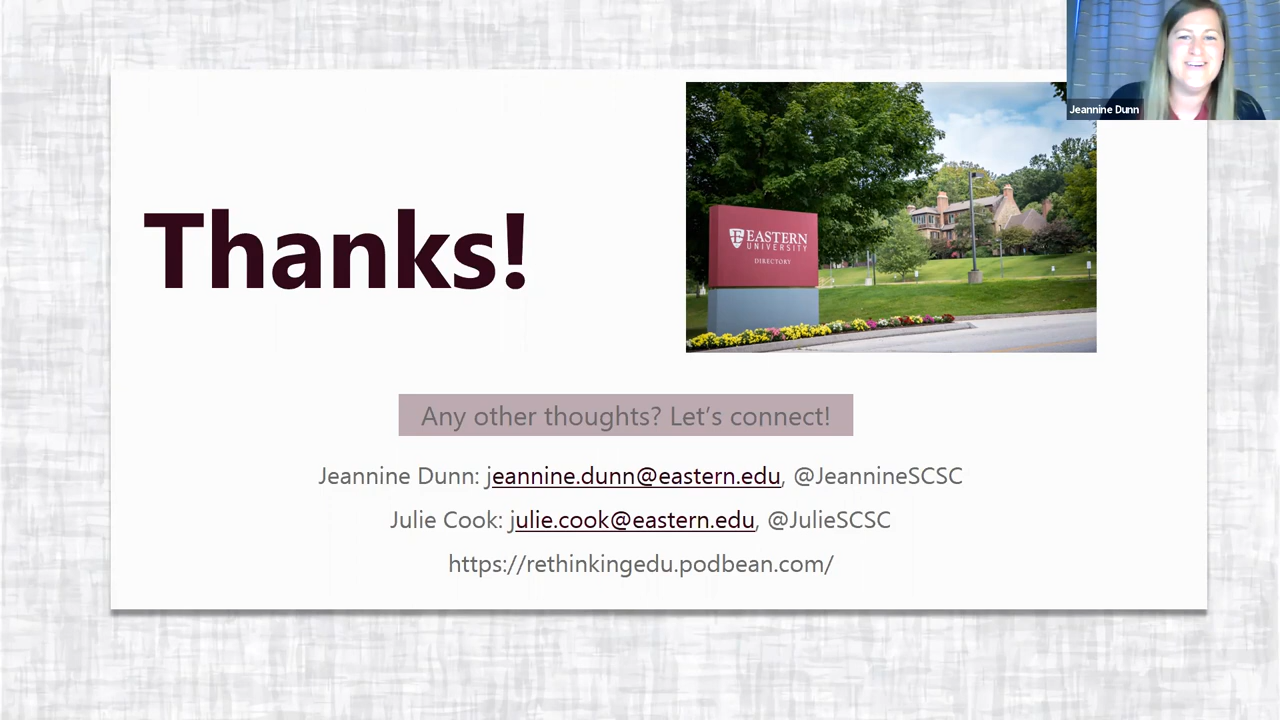 Jeannine Dunn
Thanks!
EASTERN
UNIVERSITY
DIRECTORY
Any other thoughts? Let's connect!
Jeannine Dunn: jeannine.dunn@eastern.edu, @JeannineSCSC
Julie Cook: julie.cook@eastern.edu, @JulieSCSC
https://rethinkingedu.podbean.com/